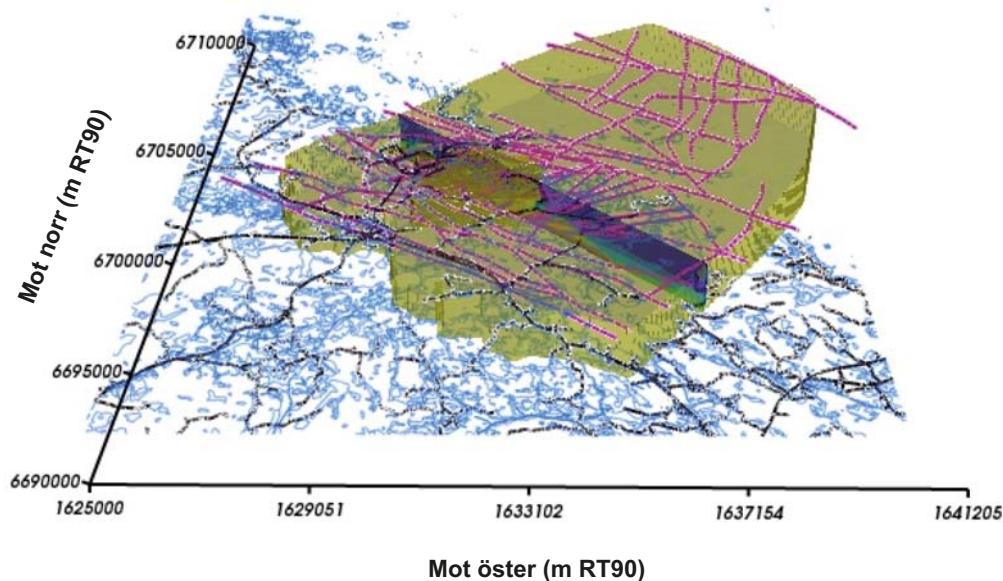 6710000
6705000
6700000
6695000
6690000
Mot norr (m RT90)
1625000 1629051 1633102 1637154 1641205
Mot öster (m RT90)